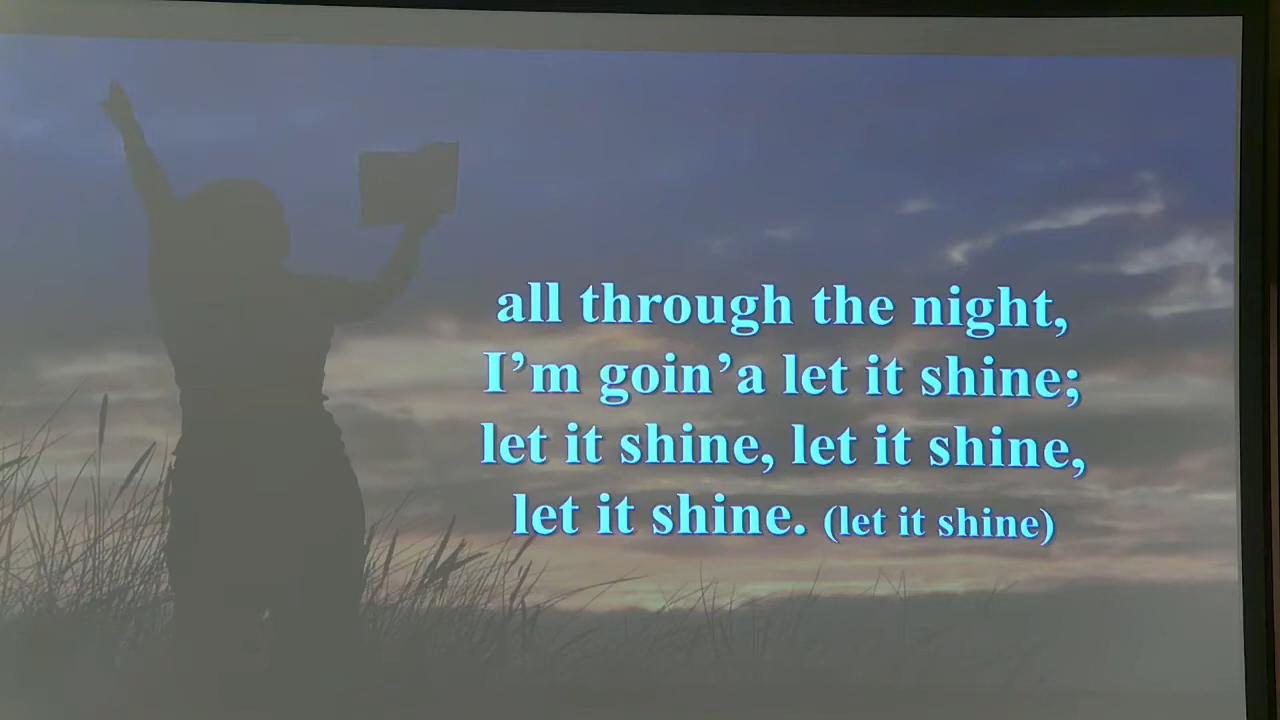 all through the night,
I’m goin’a let it shine;
let it shine, let it shine,
let it shine. (let it shine)